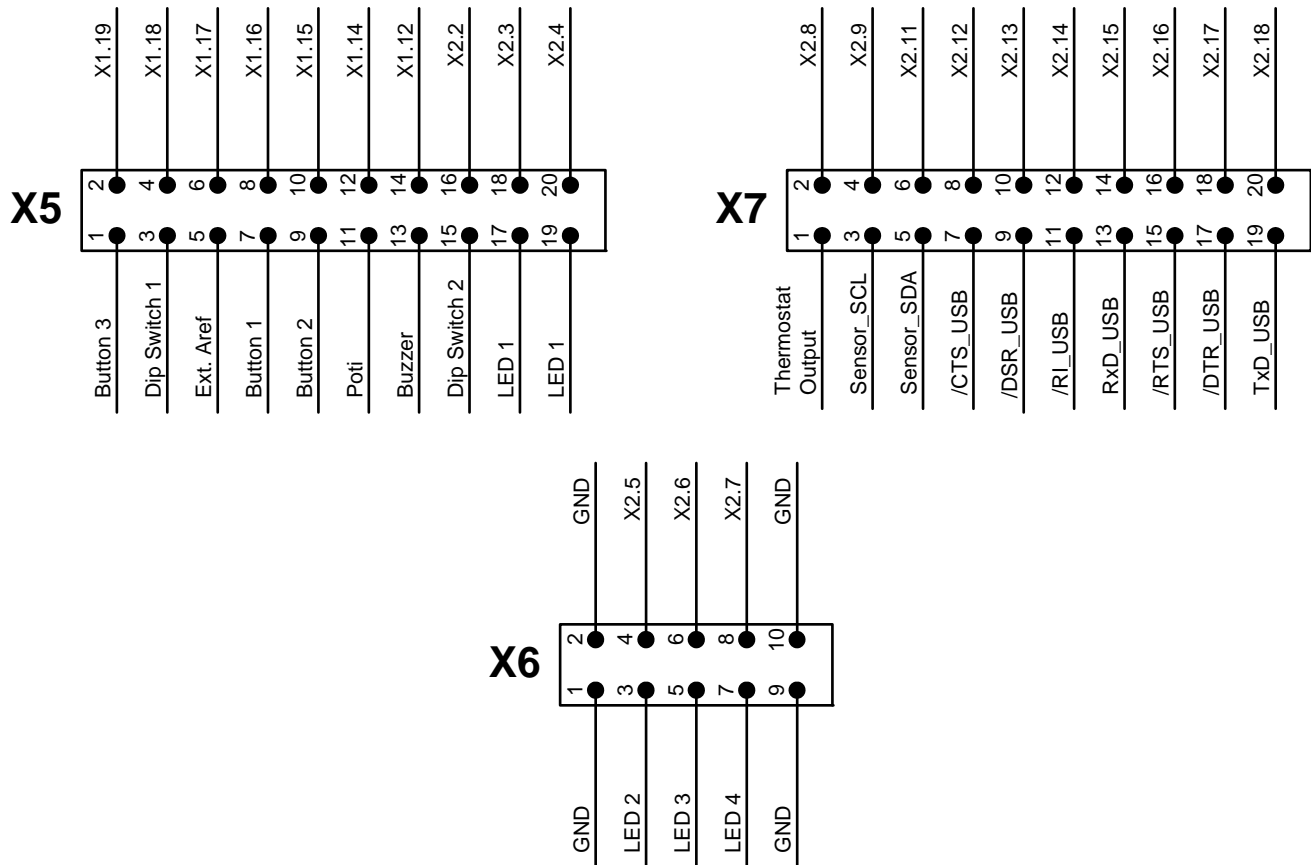 X1.19
X1.18
X1.17
X1.16
X1.15
X1.14
X1.12
X2.2
X2.3
X2.4
X5
2
4
6
8
10
12
14
16
18
20
1
3
5
7
9
11
13
15
17
19
Button 3
Dip Switch 1
Ext. Aref
Button 1
Button 2
Poti
Buzzer
Dip Switch 2
LED 1
LED 1
X2.8
X2.9
X2.11
X2.12
X2.13
X2.14
X2.15
X2.16
X2.17
X2.18
X7
2
4
6
8
10
12
14
16
18
20
1
3
5
7
9
11
13
15
17
19
Thermostat
Output
Sensor_SCL
Sensor_SDA
/CTS_USB
/DSR_USB
/RI_USB
RxD_USB
/RTS_USB
/DTR_USB
TxD_USB
GND
X2.5
X2.6
X2.7
GND
X6
2
4
6
8
10
1
3
5
7
9
GND
LED 2
LED 3
LED 4
GND